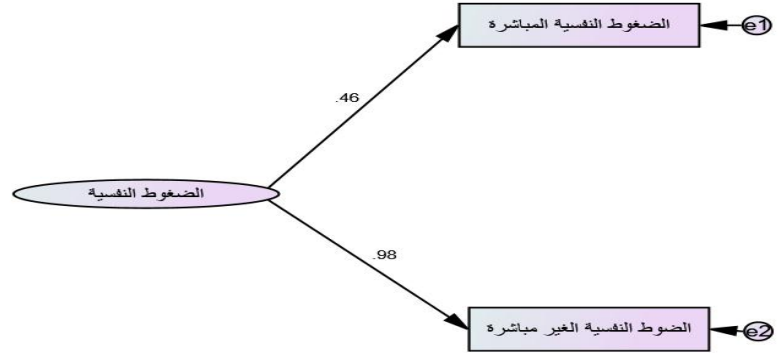 الضغوط النفسية المباشرة
e1
.46
الضغوط النفسية
.98
الضوط النفسية الغير مباشرة
e2